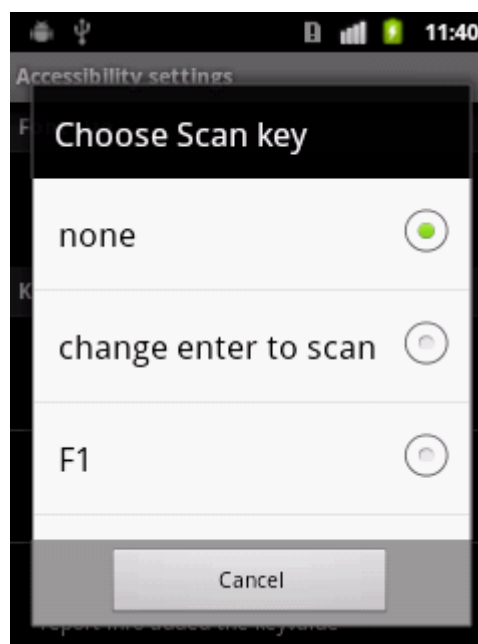 11:40
Accessibility settings
Choose Scan key
none
change enter to scan
F1
Cancel